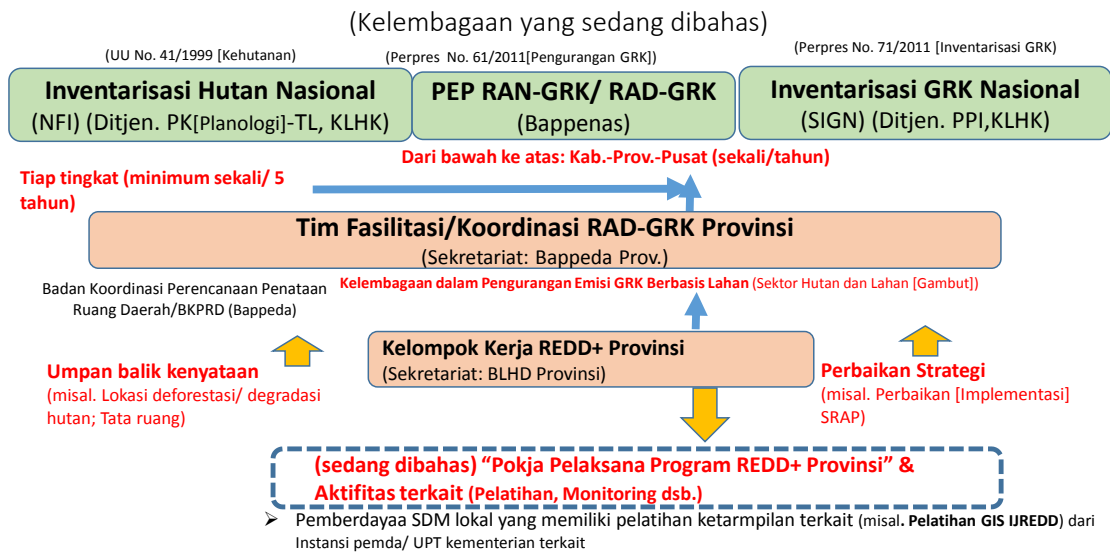 (Kelembagaan yang sedang dibahas)
(UU No. 41/1999 [Kehutanan)
(Perpres No. 61/2011[Pengurangan GRK])
(Perpres No. 71/2011 [Inventarisasi GRK)
Inventarisasi Hutan Nasional
(NFI) (Ditjen. PK[Planologi]-TL, KLHK)
PEP RAN-GRK/ RAD-GRK
(Bappenas)
Inventarisasi GRK Nasional
(SIGN) (Ditjen. PPI,KLHK)
Dari bawah ke atas: Kab.-Prov.-Pusat (sekali/tahun)
Tiap tingkat (minimum sekali/ 5
tahun)
Tim Fasilitasi/Koordinasi RAD-GRK Provinsi
(Sekretariat: Bappeda Prov.)
Badan Koordinasi Perencanaan Penataan
Ruang Daerah/BKPRD (Bappeda)
Kelembagaan dalam Pengurangan Emisi GRK Berbasis Lahan (Sektor Hutan dan Lahan [Gambut])
Kelompok Kerja REDD+ Provinsi
(Sekretariat: BLHD Provinsi)
Umpan balik kenyataan
(misal. Lokasi deforestasi/ degradasi
hutan; Tata ruang)
Perbaikan Strategi
(misal. Perbaikan [Implementasi]
SRAP)
(sedang dibahas) “Pokja Pelaksana Program REDD+ Provinsi” &
Aktifitas terkait (Pelatihan, Monitoring dsb.)
➢ Pemberdayaa SDM lokal yang memiliki pelatihan ketarmpilan terkait (misal. Pelatihan GIS IJREDD) dari
Instansi pemda/ UPT kementerian terkait